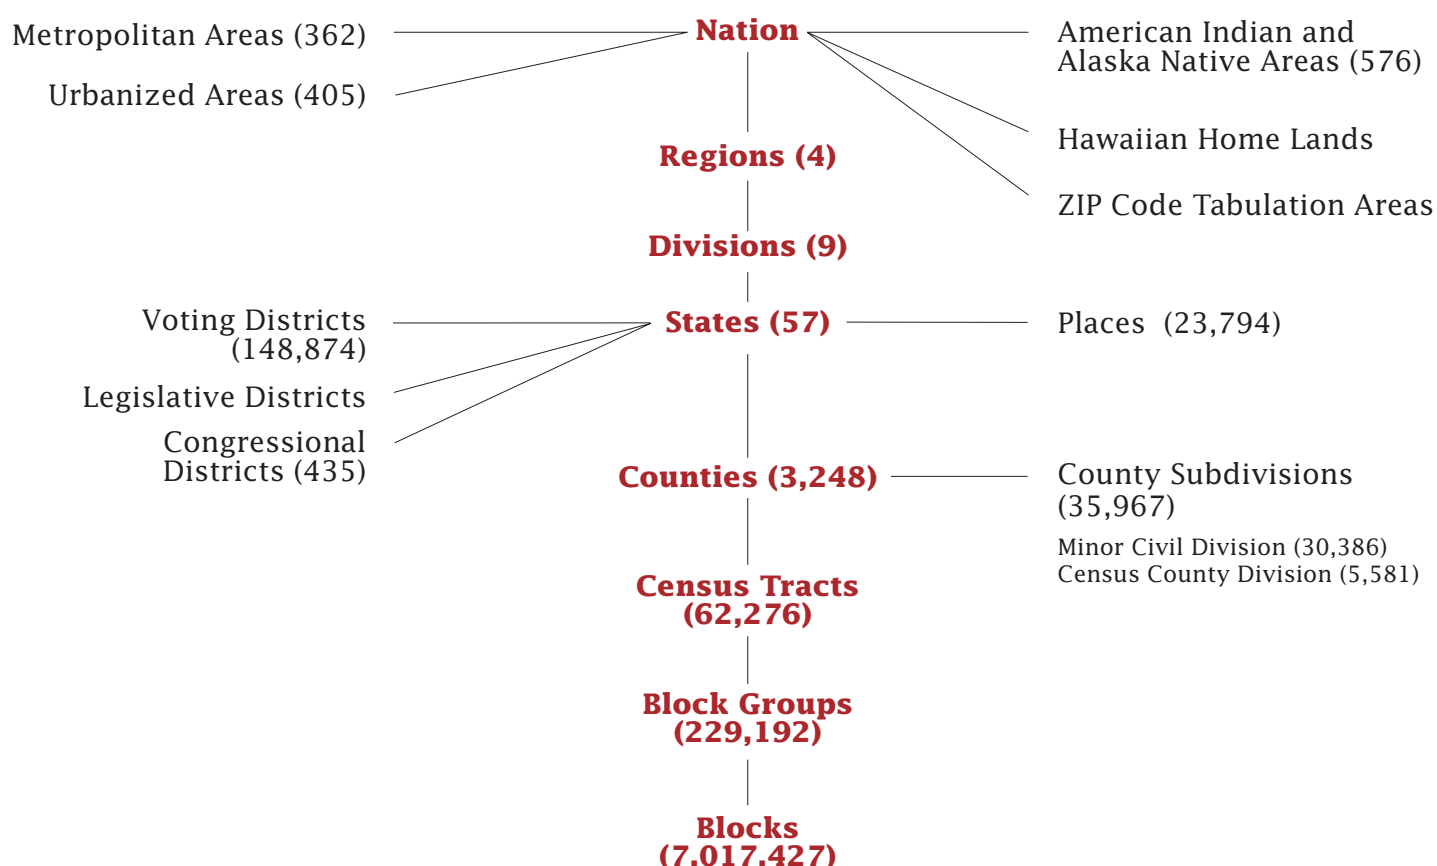 Nation
Metropolitan Areas (362)
Urbanized Areas (405)
American Indian and
Alaska Native Areas (576)
Hawaiian Home Lands
ZIP Code Tabulation Areas
Regions (4)
Divisions (9)
States (57)
Voting Districts
(148,874)
Legislative Districts
Congressional
Districts (435)
Places (23,794)
Counties (3,248)
County Subdivisions
(35,967)
Minor Civil Division (30,386)
Census County Division (5,581)
Census Tracts
(62,276)
Block Groups
(229,192)
Blocks
(7,017,427)